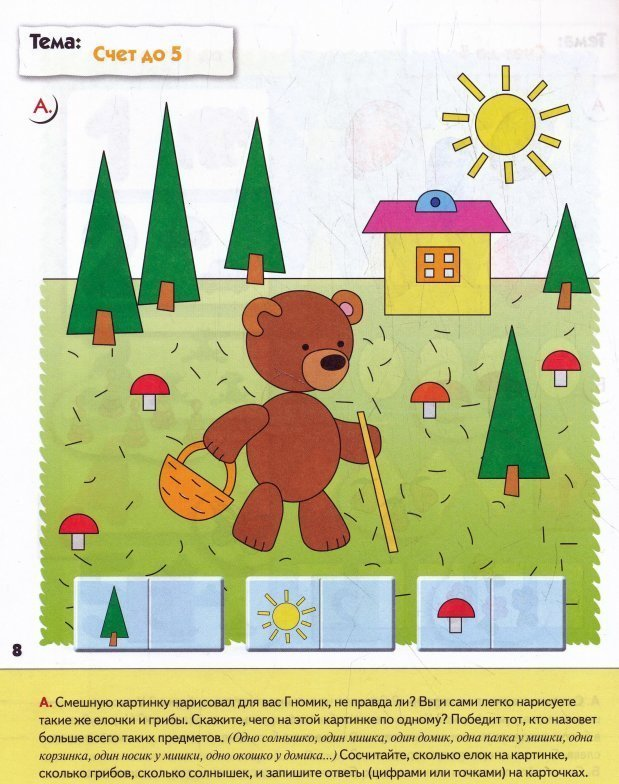 Тема:
Счет до 5
А.
8
А. Смешную картинку нарисовал для вас Гномик, не правда ли? Вы и сами легко нарисуете
такие же елочки и грибы. Скажите, чего на этой картинке по одному? Победит тот, кто назовет
больше всего таких предметов. (Одно солнышко, один мишка, один домик, одна палка у мишки, одна
корзинка, один носик у мишки, одно окошко у домика...) Сосчитайте, сколько елок на картинке,
сколько грибов, сколько солнышек, и запишите ответы (цифрами или точками) на карточках.